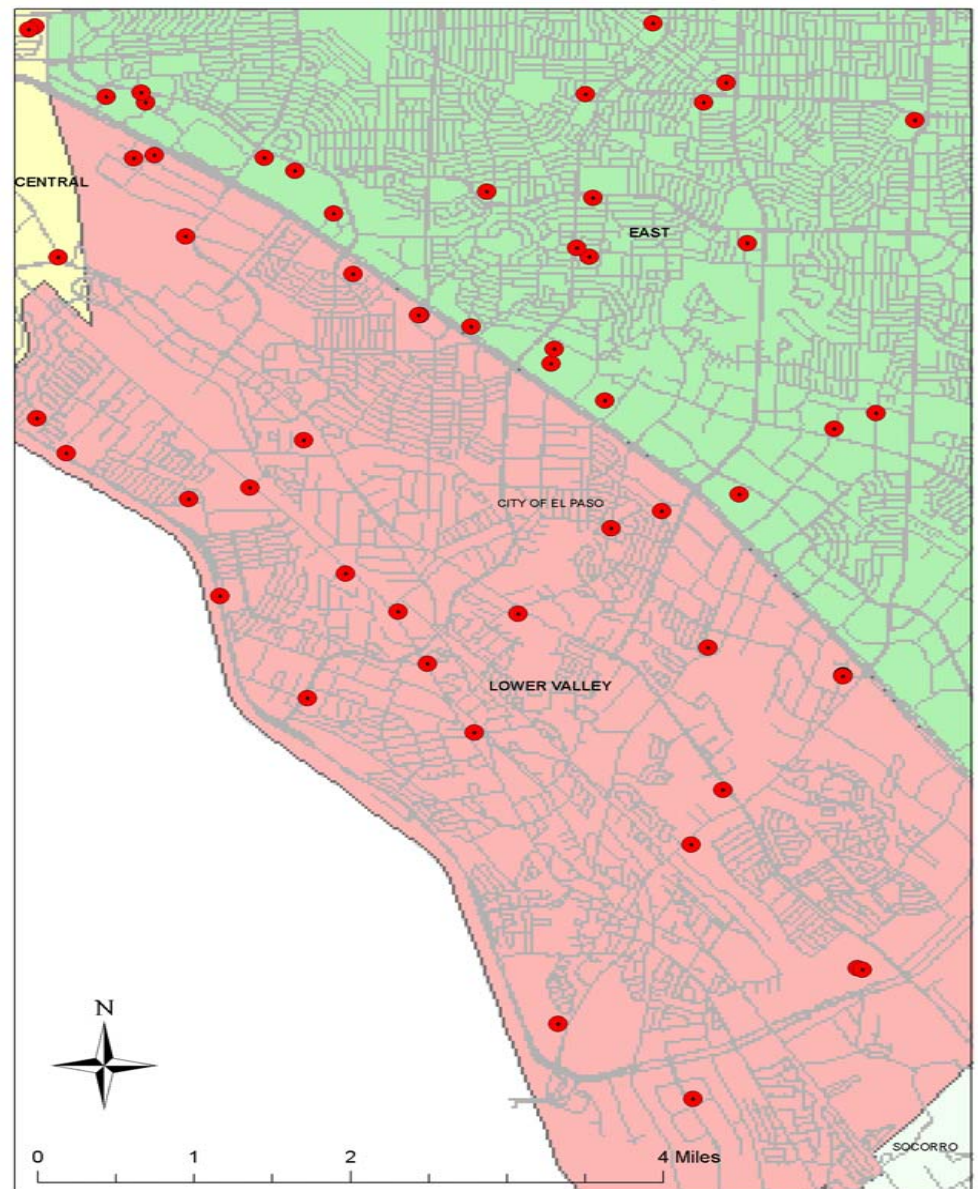 CENTRAL
EAST
CITY OF EL PASO
LOWER VALLEY
N
SOCORRO
0 1 2 4 Miles